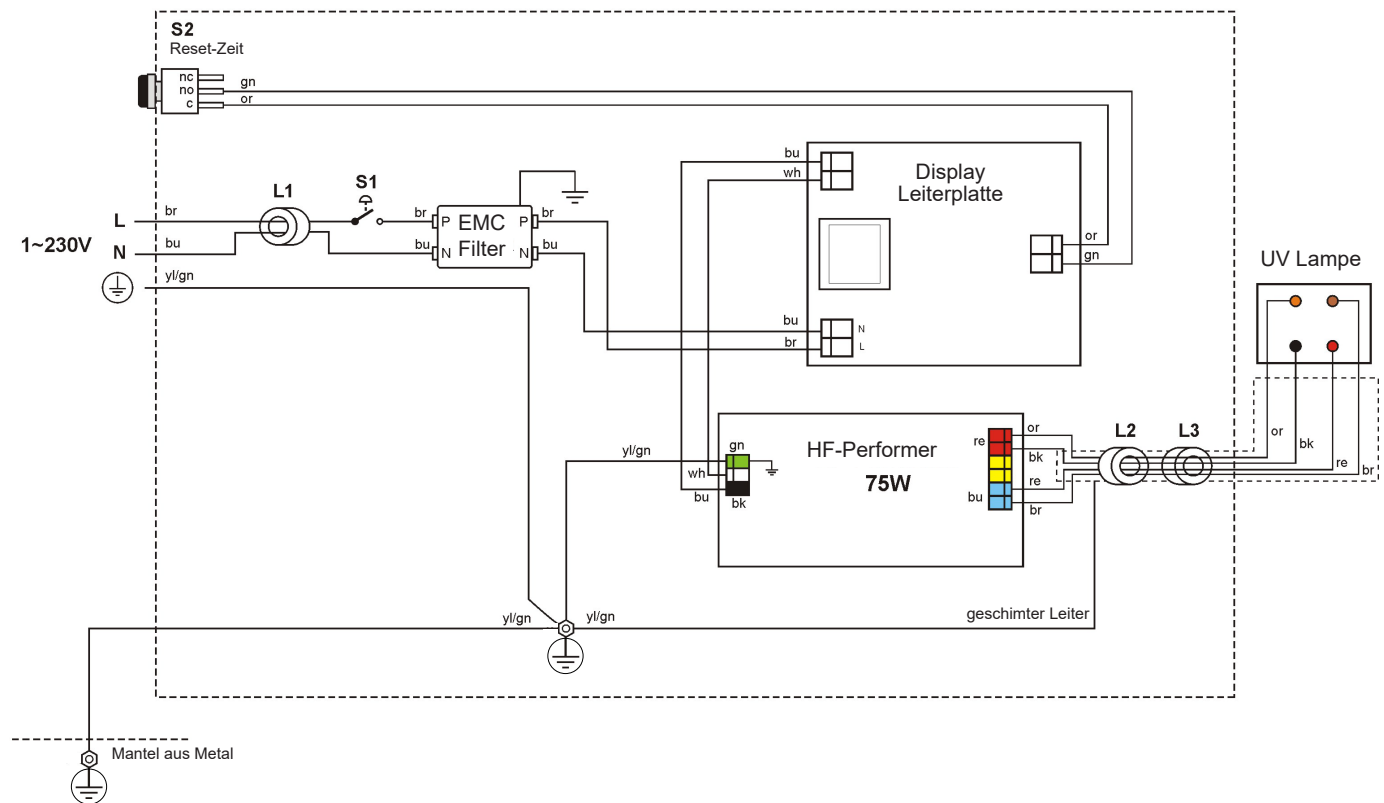 S2
Reset-Zeit
nc
no
c
gn
or
L1
S1
L
br
1~230V
N
bu
yl/gn
br
P
EMC
Filter
P
br
bu
N
N
bu
bu
wh
Display
Leiterplatte
or
gn
bu
N
br
L
UV Lampe
yl/gn
gn
wh
bu
bk
HF-Performer
75W
re
bu
or
bk
re
br
L2
L3
or
bk
re
br
yl/gn
yl/gn
geschimter Leiter
Mantel aus Metal